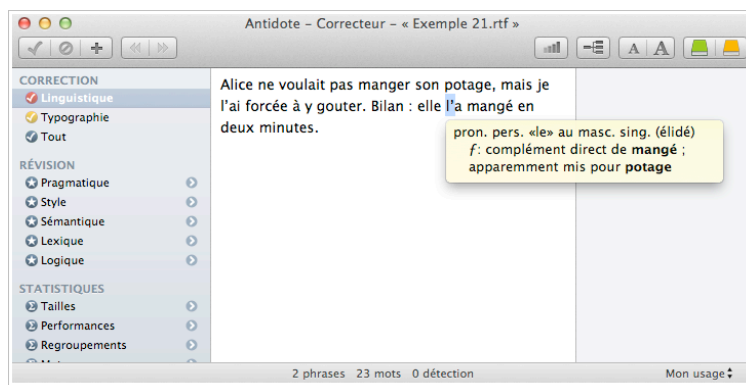 Antidote – Correcteur – « Exemple 21.rtf »
A A
CORRECTION
Linguistique
Typographie
Tout
RÉVISION
Pragmatique
Style
Sémantique
Lexique
Logique
STATISTIQUES
Tailles
Performances
Regroupements
Alice ne voulait pas manger son potage, mais je
l'ai forcée à y gouter. Bilan : elle l'a mangé en
deux minutes.
pron. pers. «le» au masc. sing. (élidé)
ƒ: complément direct de mangé ;
apparemment mis pour potage
2 phrases 23 mots 0 détection
Mon usage